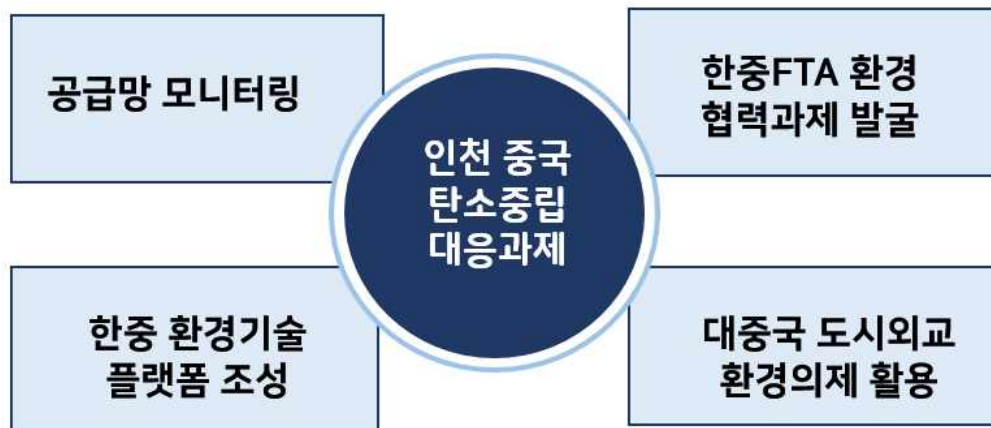 공급망 모니터링
한중FTA 환경
협력과제 발굴
인천 중국
탄소중립
대응과제
한중 환경기술
플랫폼 조성
대중국 도시외교
환경의제 활용